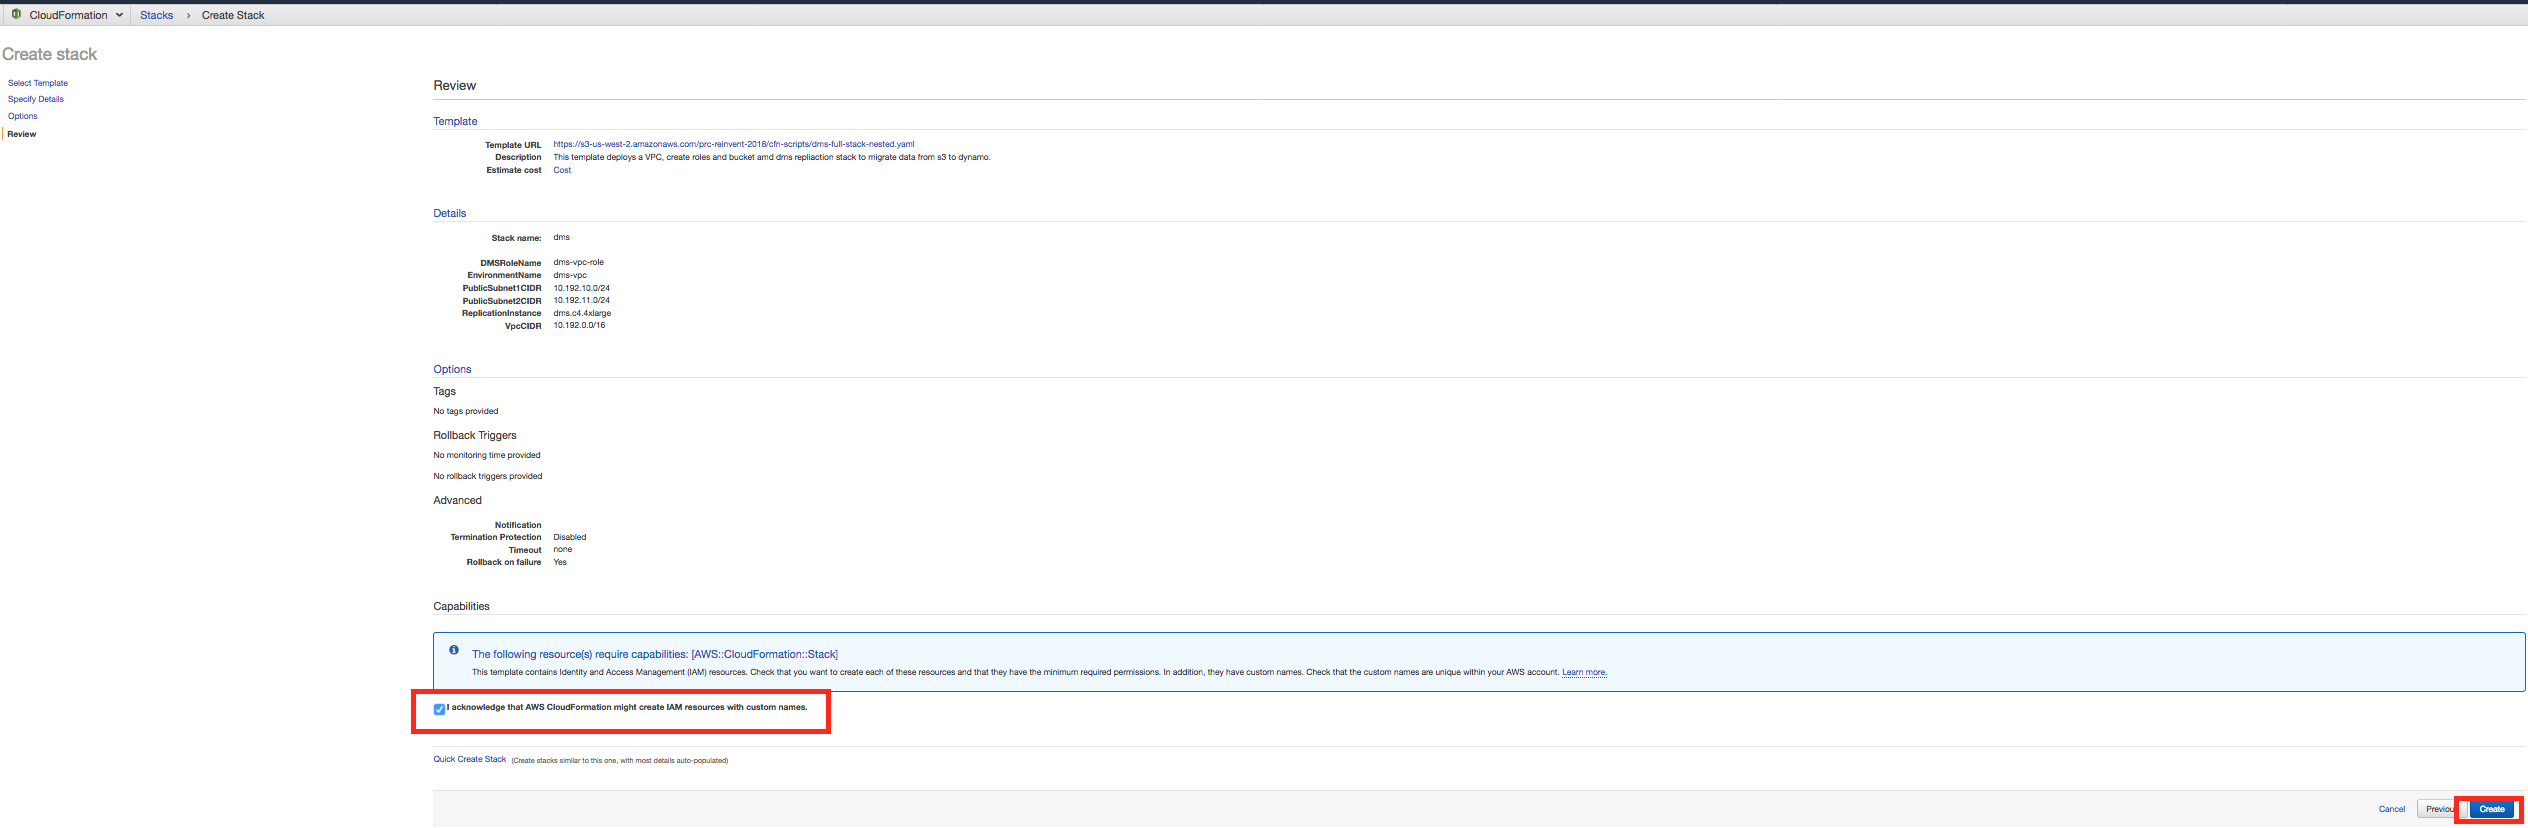 CloudFormation Stacks › Create Stack
Create stack
Select Template
Specify Details
Options
Review
Review
Template
Template URL https://s3-us-west-2.amazonaws.com/prc-reinvent-2018/cfn-scripts/dms-full-stack-nested.yaml
Description This template deploys a VPC, create roles and bucket amd dms repliaction stack to migrate data from s3 to dynamo.
Estimate cost Cost
Details
Stack name: dms
DMSRoleName dms-vpc-role
EnvironmentName dms-vpc
PublicSubnet1CIDR 10.192.10.0/24
PublicSubnet2CIDR 10.192.11.0/24
ReplicationInstance dms.c4.4xlarge
VpcCIDR 10.192.0.0/16
Options
Tags
No tags provided
Rollback Triggers
No monitoring time provided
No rollback triggers provided
Advanced
Notification
Termination Protection Disabled
Timeout none
Rollback on failure Yes
Capabilities
The following resource(s) require capabilities: [AWS::CloudFormation::Stack]
This template contains Identity and Access Management (IAM) resources. Check that you want to create each of these resources and that they have the minimum required permissions. In addition, they have custom names. Check that the custom names are unique within your AWS account. Learn more.
I acknowledge that AWS CloudFormation might create IAM resources with custom names.
Quick Create Stack (Create stacks similar to this one, with most details auto-populated)
Cancel Previou Create